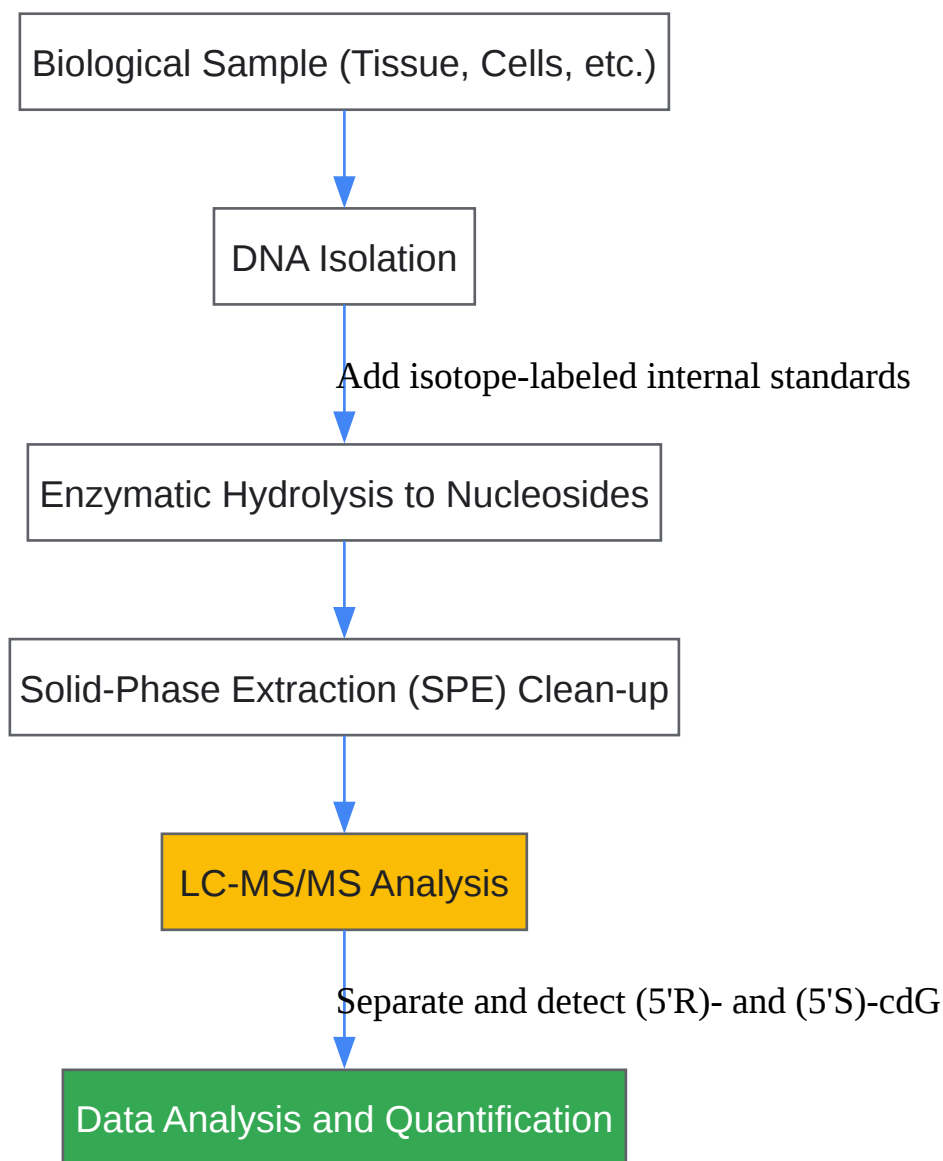 Biological Sample (Tissue, Cells, etc.)
DNA Isolation
Add isotope-labeled internal standards
Enzymatic Hydrolysis to Nucleosides
Solid-Phase Extraction (SPE) Clean-up
LC-MS/MS Analysis
Separate and detect (5'R)- and (5'S)-cdG
Data Analysis and Quantification